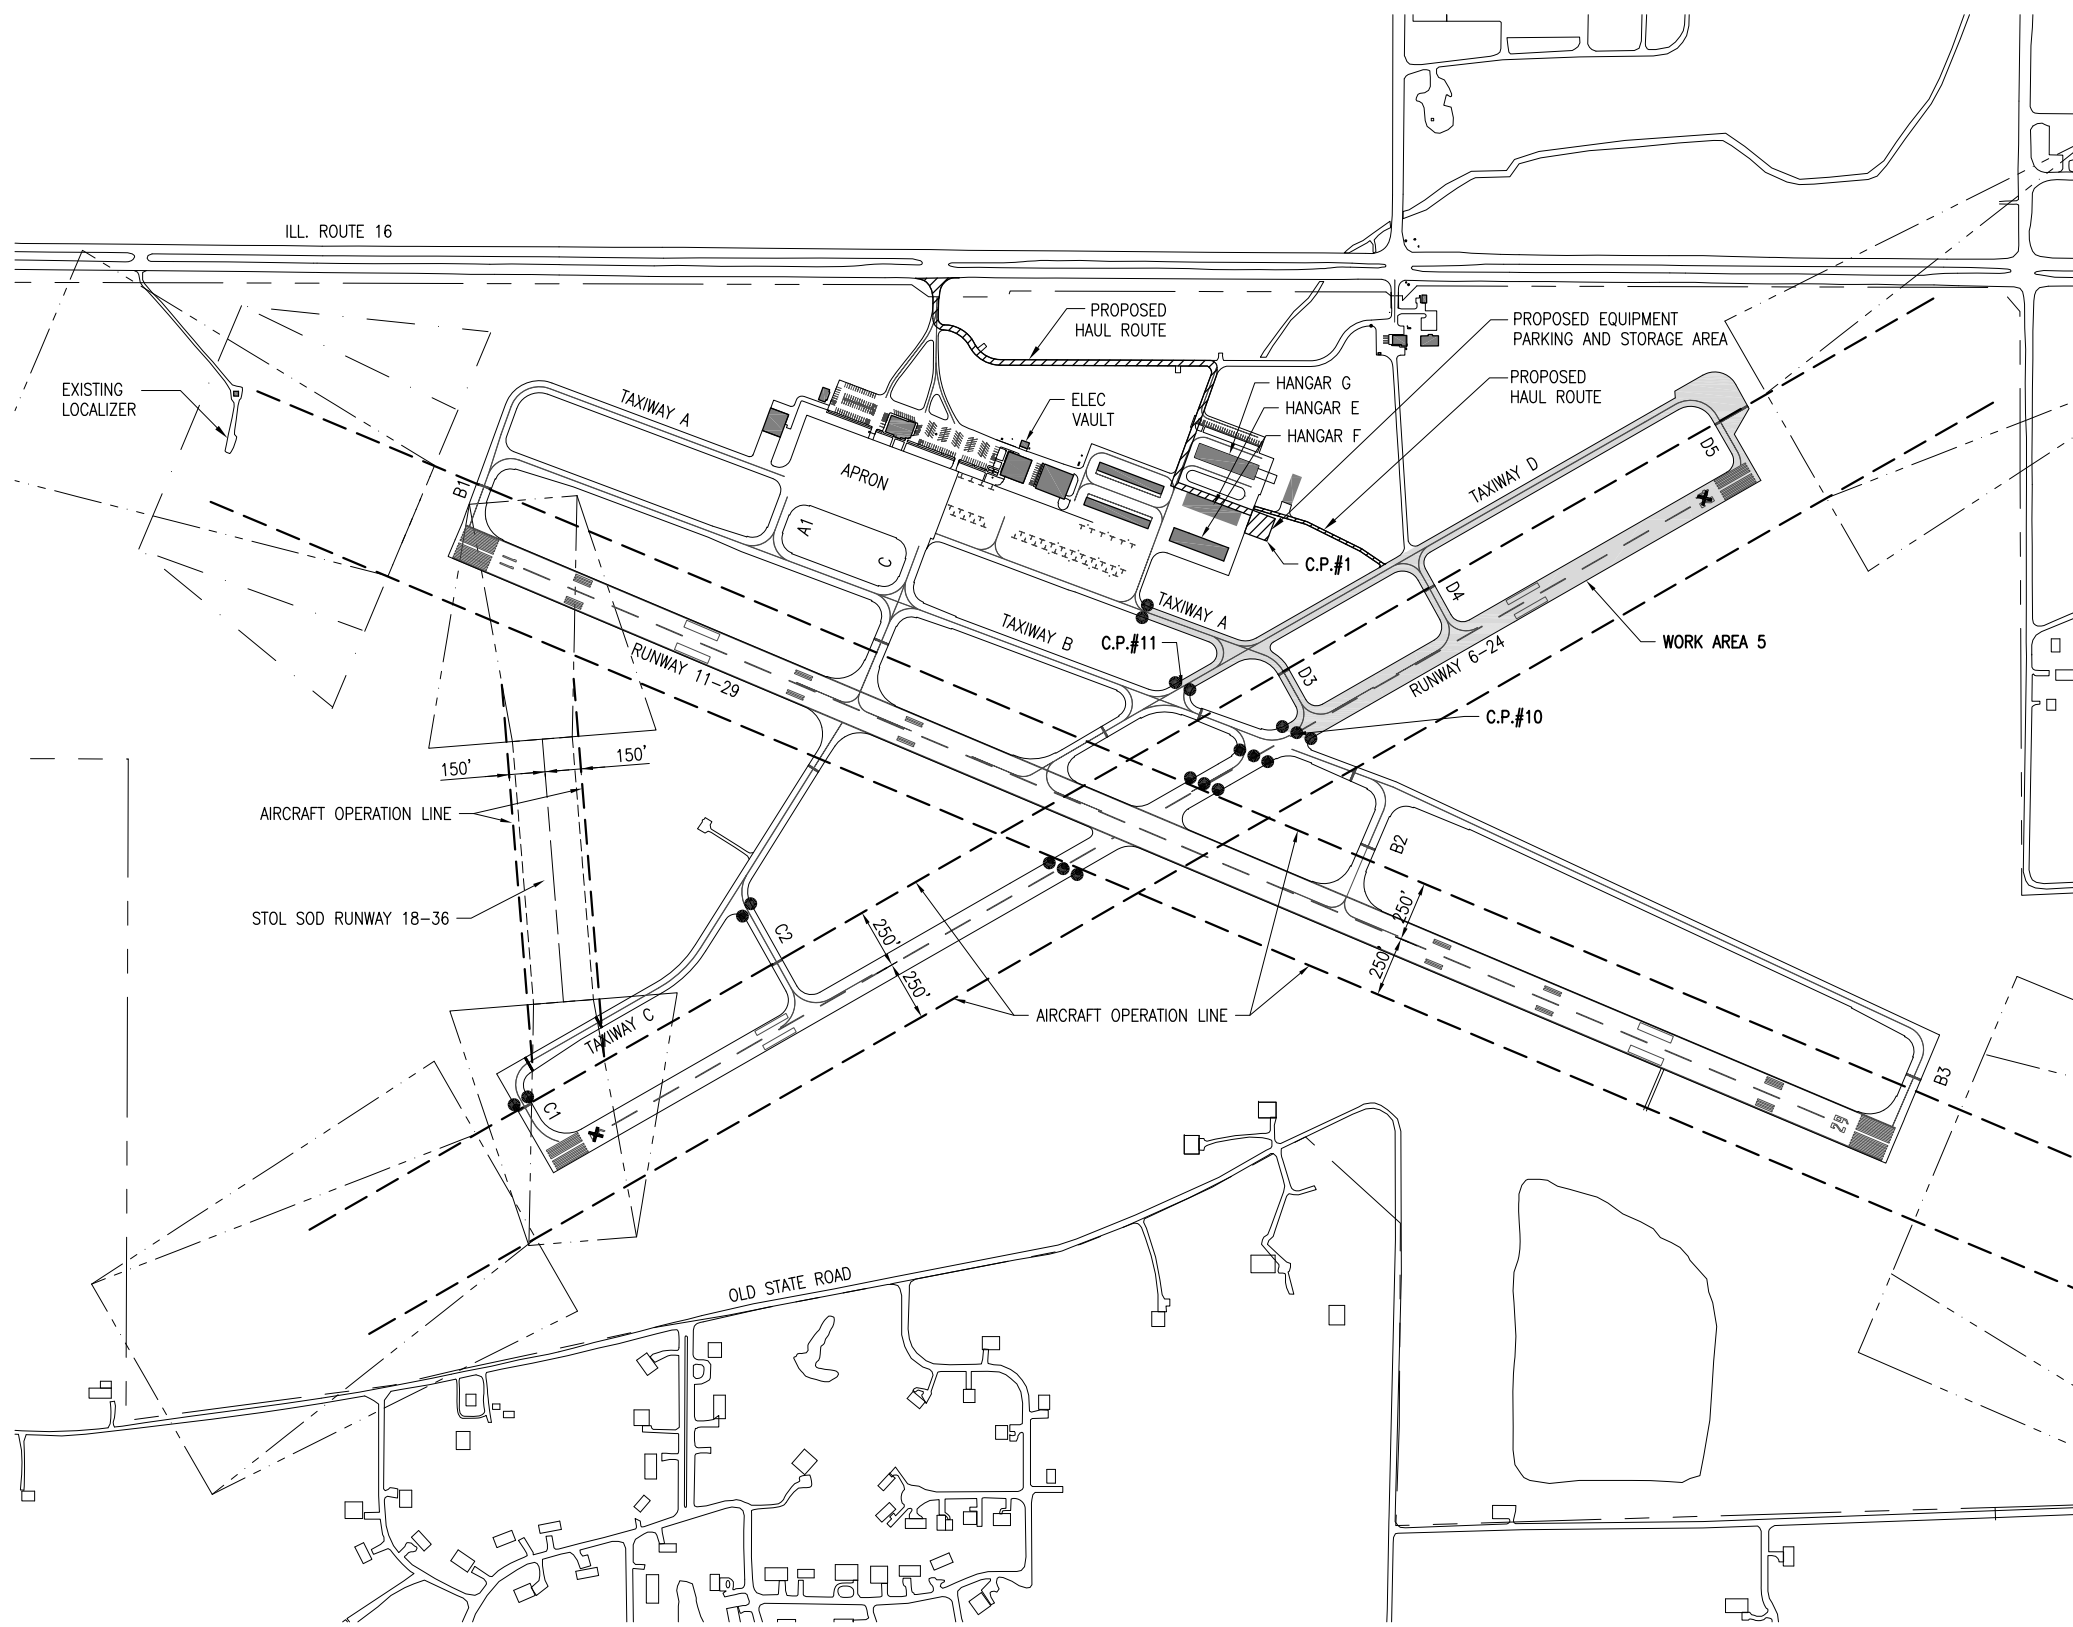 ILL. ROUTE 16
PROPOSED
HAUL ROUTE
PROPOSED EQUIPMENT
PARKING AND STORAGE AREA
EXISTING
LOCALIZER
TAXIWAY A
ELEC
VAULT
HANGAR G
HANGAR E
HANGAR F
PROPOSED
HAUL ROUTE
APRON
TAXIWAY D
D5
B1
A1
C
C.P.#1
D4
TAXIWAY A
TAXIWAY B
C.P.#11
WORK AREA 5
RUNWAY 11-29
RUNWAY 6-24
D3
C.P.#10
150'
150'
AIRCRAFT OPERATION LINE
B2
STOL SOD RUNWAY 18-36
C2
250'
250'
250'
250'
AIRCRAFT OPERATION LINE
TAXIWAY C
C1
B3
29
OLD STATE ROAD